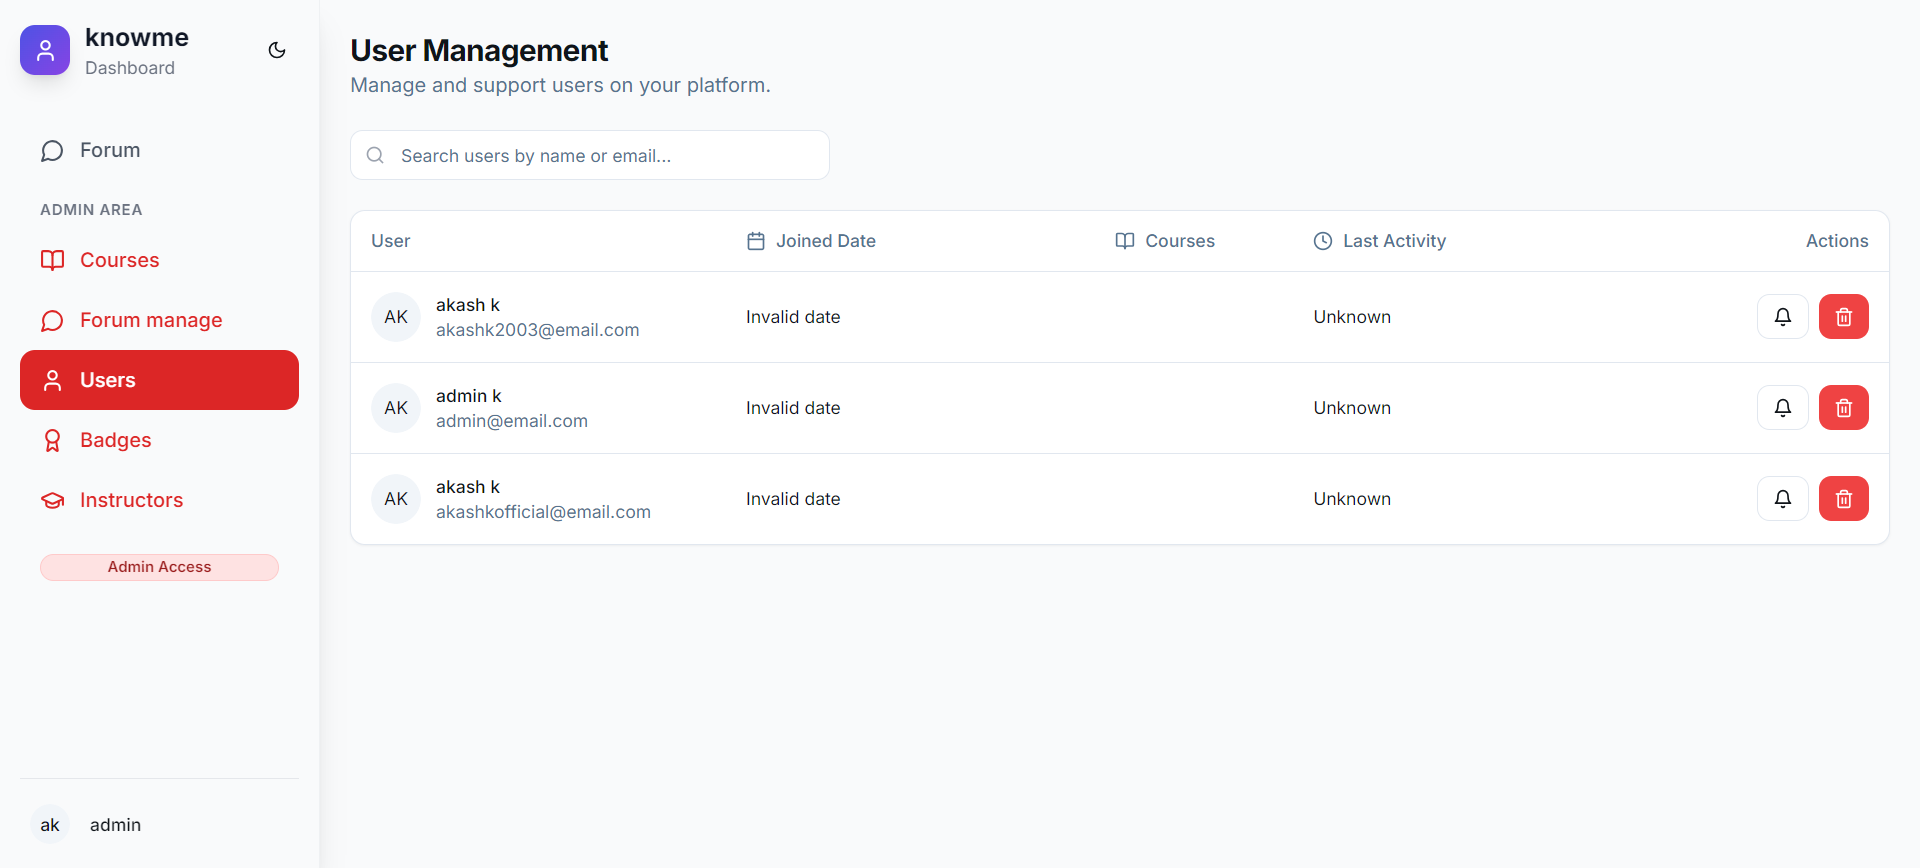 knowme
Dashboard
Forum
ADMIN AREA
Courses
Forum manage
Users
Badges
Instructors
Admin Access
ak admin
User Management
Manage and support users on your platform.
Search users by name or email...
User Joined Date Courses Last Activity Actions
AK akash k
akashk2003@email.com Invalid date Unknown
AK admin k
admin@email.com Invalid date Unknown
AK akash k
akashkofficial@email.com Invalid date Unknown